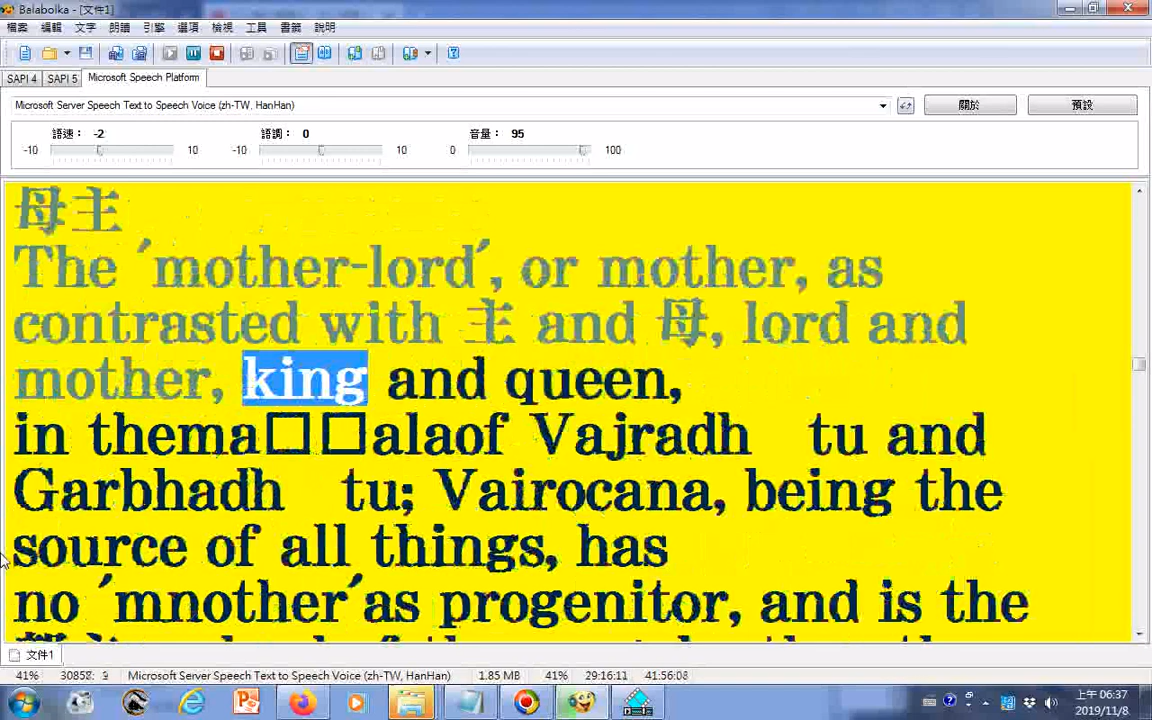 Balabolka - [文件1]
檔案 編輯 文字 朗讀 引擎 選項 檢視 工具 書籤 說明
SAPI 4 SAPI 5 Microsoft Speech Platform
Microsoft Server Speech Text to Speech Voice (zh-TW, HanHan) 關於 預設
語速： -2 語調： 0 音量： 95
-10 10 -10 10 0 100
母主
The ′mother-lord′, or mother, as
contrasted with 主 and 母, lord and
mother, king and queen,
in thema□□alaof Vajradh tu and
Garbhadh tu; Vairocana, being the
source of all things, has
no ′mnother′as progenitor, and is the
文件1
41% 30858: 9 Microsoft Server Speech Text to Speech Voice (zh-TW, HanHan) 1.85 MB 41% 29:16:11 41:56:08
上午 06:37
2019/11/8